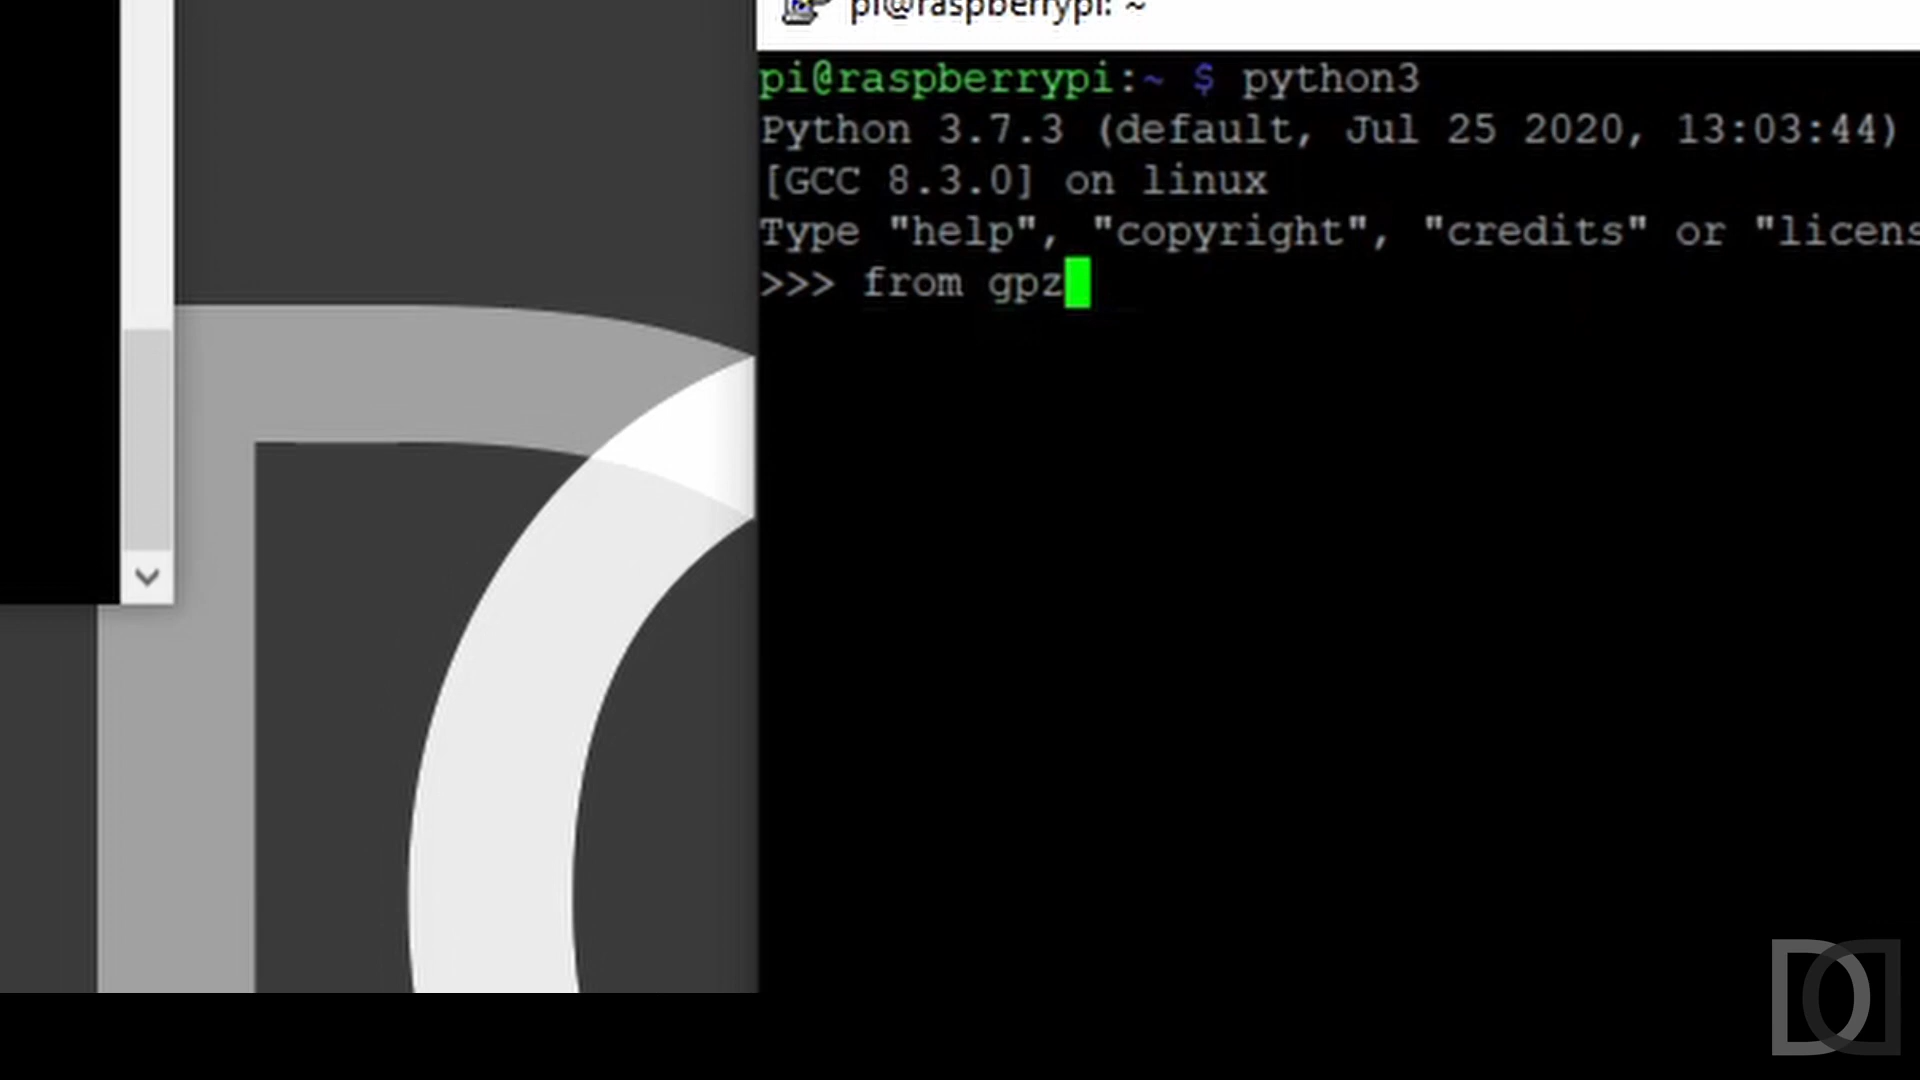 pi@raspberrypi: ~
pi@raspberrypi:~ $ python3
Python 3.7.3 (default, Jul 25 2020, 13:03:44)
[GCC 8.3.0] on linux
Type "help", "copyright", "credits" or "licens
>>> from gpz